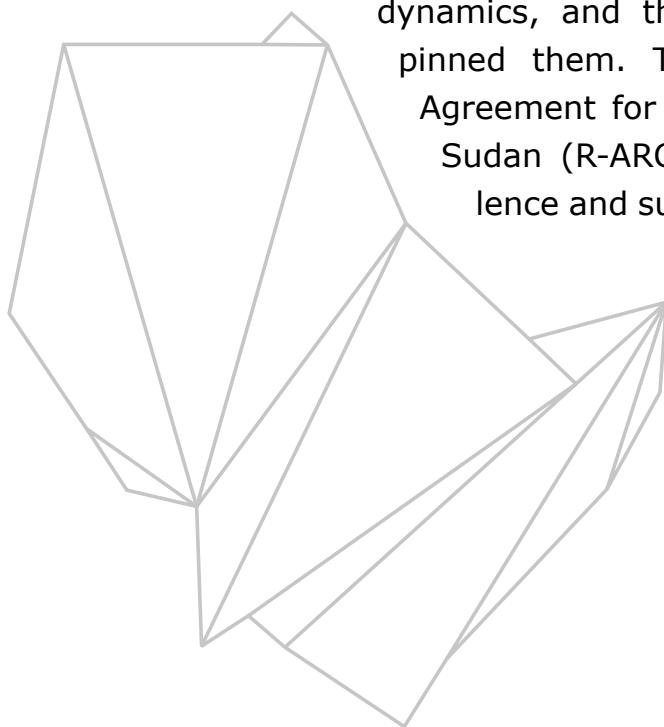 dynamics, and th
pinned them. T
Agreement for
Sudan (R-ARC
lence and su